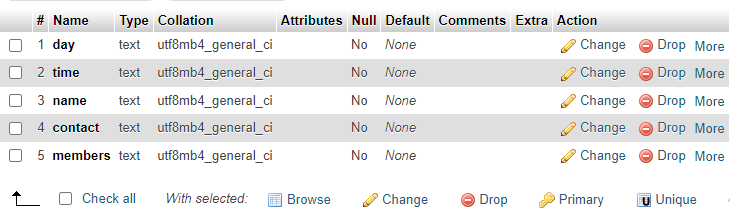 # Name Type Collation Attributes Null Default Comments Extra Action
1 day text utf8mb4_general_ci No None Change Drop More
2 time text utf8mb4_general_ci No None Change Drop More
3 name text utf8mb4_general_ci No None Change Drop More
4 contact text utf8mb4_general_ci No None Change Drop More
5 members text utf8mb4_general_ci No None Change Drop More
Check all With selected: Browse Change Drop Primary Unique